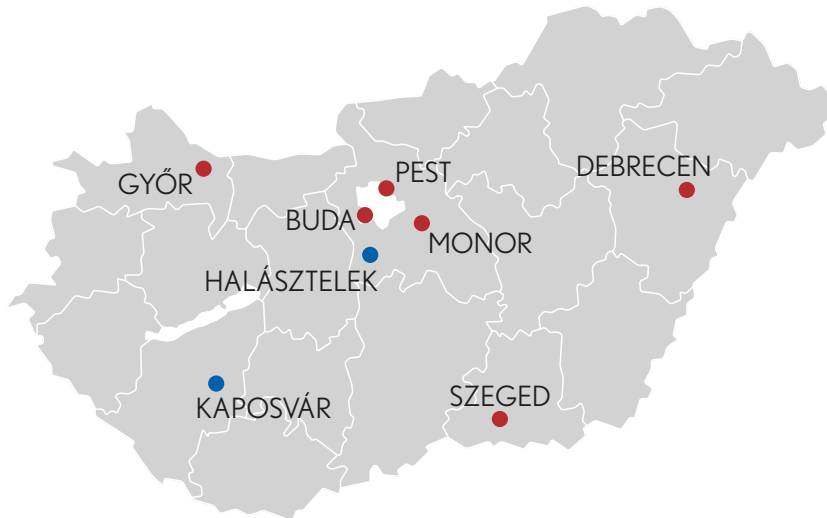 PEST
DEBRECEN
GYŐR
BUDA
MONOR
HALÁSZTELEK
SZEGED
KAPOSVÁR